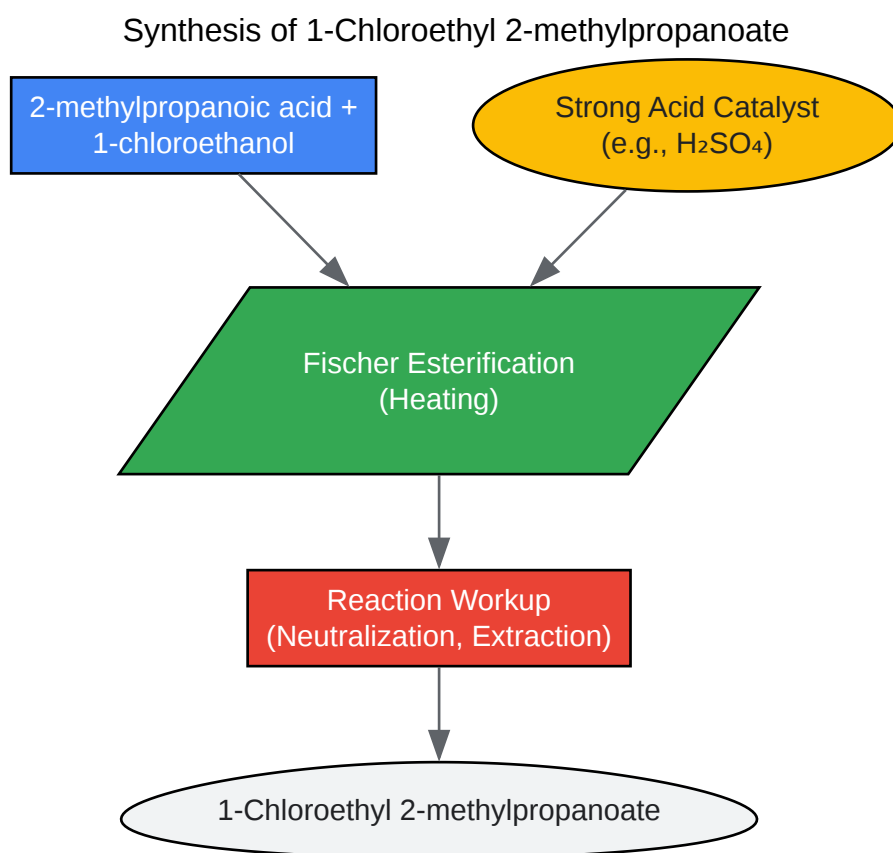 Synthesis of 1-Chloroethyl 2-methylpropanoate
2-methylpropanoic acid +
1-chloroethanol
Strong Acid Catalyst
(e.g., H₂SO₄)
Fischer Esterification
(Heating)
Reaction Workup
(Neutralization, Extraction)
1-Chloroethyl 2-methylpropanoate